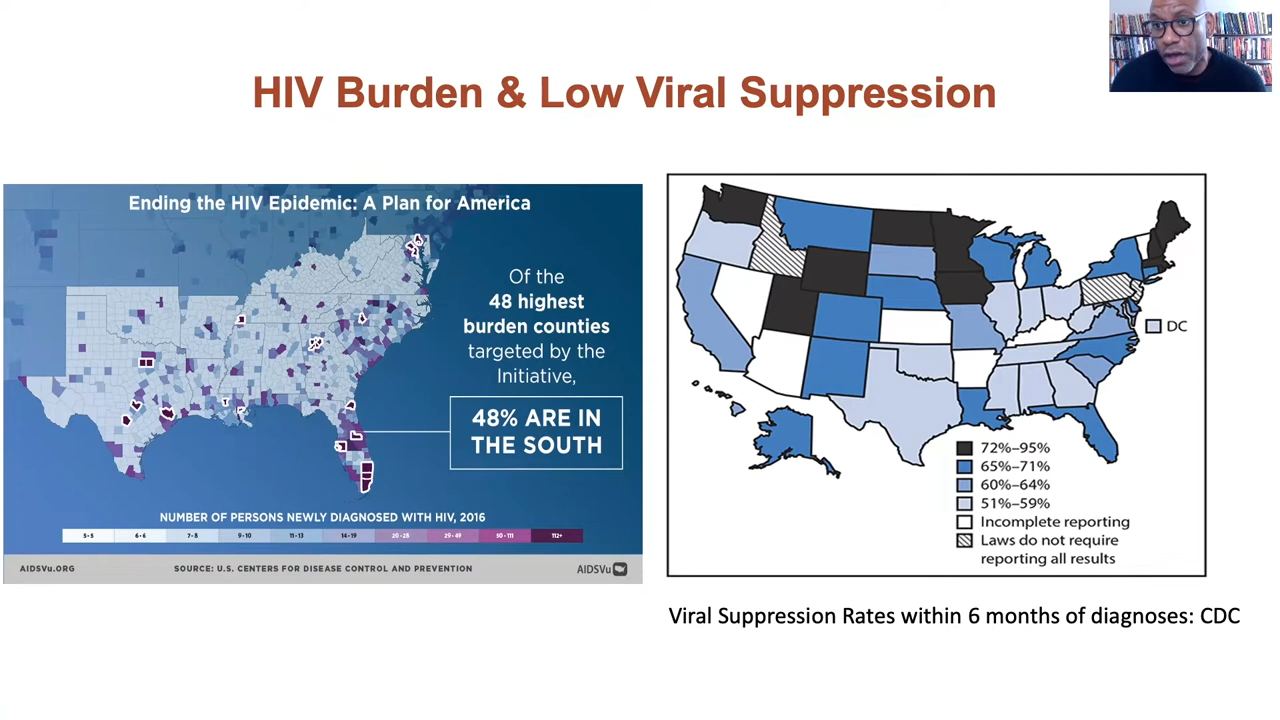 HIV Burden & Low Viral Suppression
Ending the HIV Epidemic: A Plan for America
Of the
48 highest
burden counties
targeted by the
Initiative,
48% ARE IN
THE SOUTH
NUMBER OF PERSONS NEWLY DIAGNOSED WITH HIV, 2016
5-5 6-6 7-8 9-10 11-13 14-19 20-28 29-49 50-111 112+
AIDSVu.ORG SOURCE: U.S. CENTERS FOR DISEASE CONTROL AND PREVENTION AIDSVu
DC
72%–95%
65%–71%
60%–64%
51%–59%
Incomplete reporting
Laws do not require
reporting all results
Viral Suppression Rates within 6 months of diagnoses: CDC